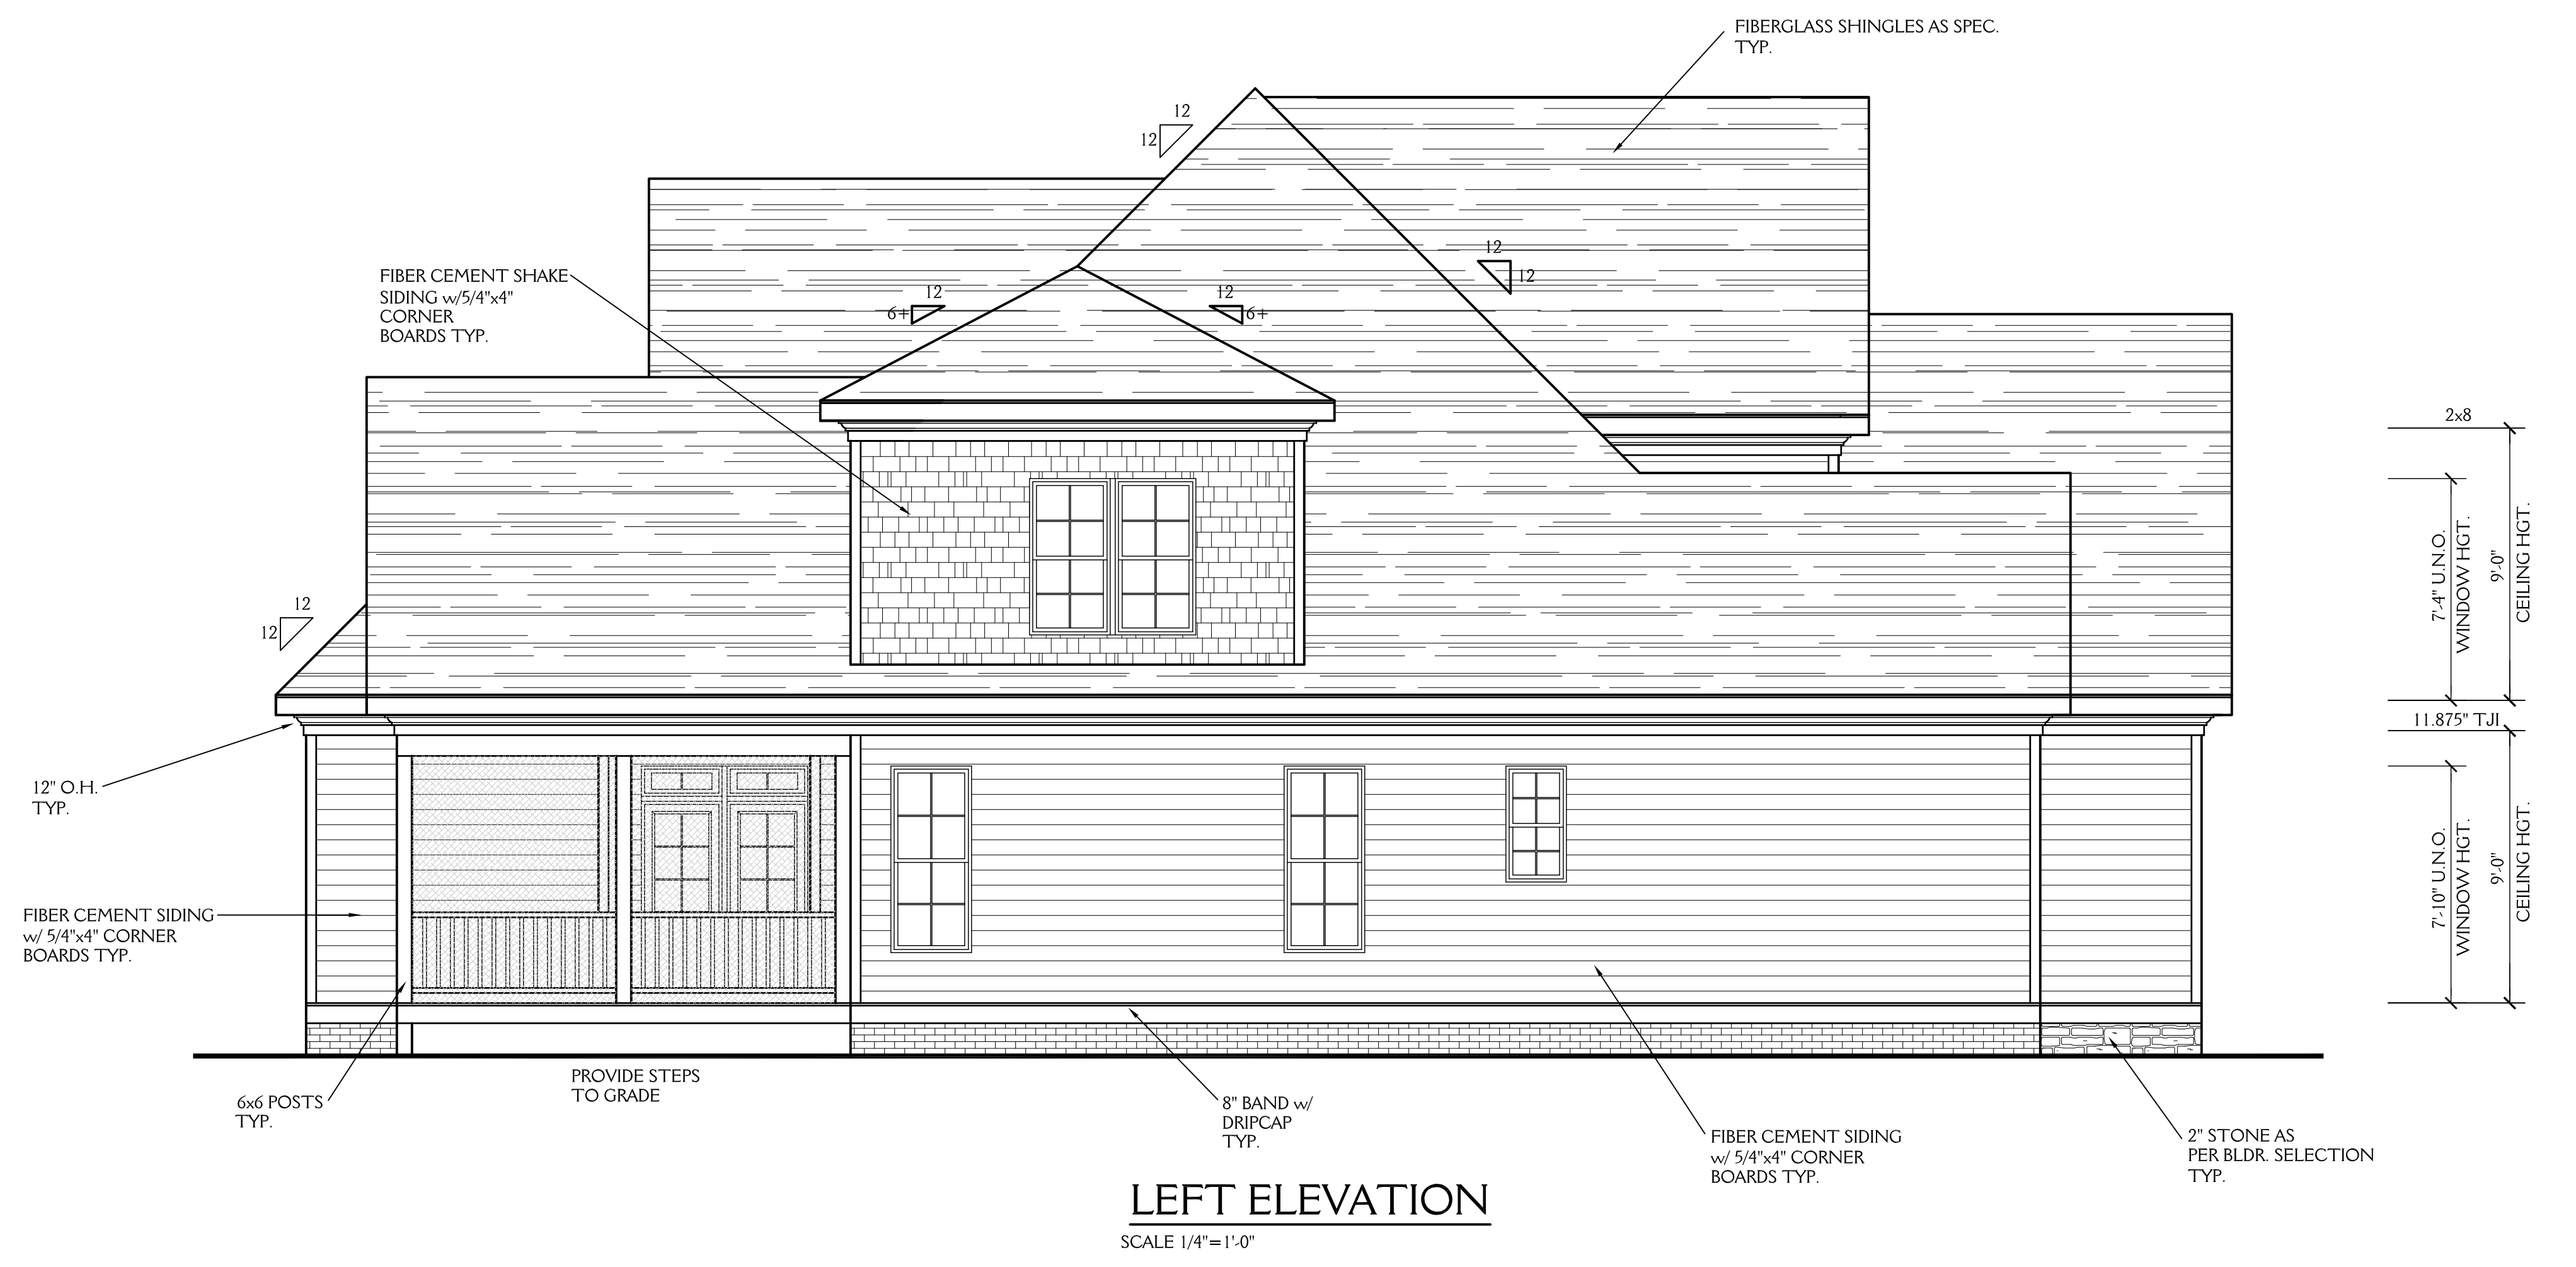 FIBERGLASS SHINGLES AS SPEC.
TYP.
12
12
12
12
FIBER CEMENT SHAKE
SIDING w/5/4"x4"
CORNER
BOARDS TYP.
12
6+
12
6+
2x8
7'-4" U.N.O.
WINDOW HGT.
9'-0"
CEILING HGT.
12
12
11.875" TJI
12" O.H.
TYP.
7'-10" U.N.O.
WINDOW HGT.
9'-0"
CEILING HGT.
FIBER CEMENT SIDING
w/ 5/4"x4" CORNER
BOARDS TYP.
6x6 POSTS
TYP.
PROVIDE STEPS
TO GRADE
8" BAND w/
DRIPCAP
TYP.
FIBER CEMENT SIDING
w/ 5/4"x4" CORNER
BOARDS TYP.
2" STONE AS
PER BLDR. SELECTION
TYP.
LEFT ELEVATION
SCALE 1/4"=1'-0"